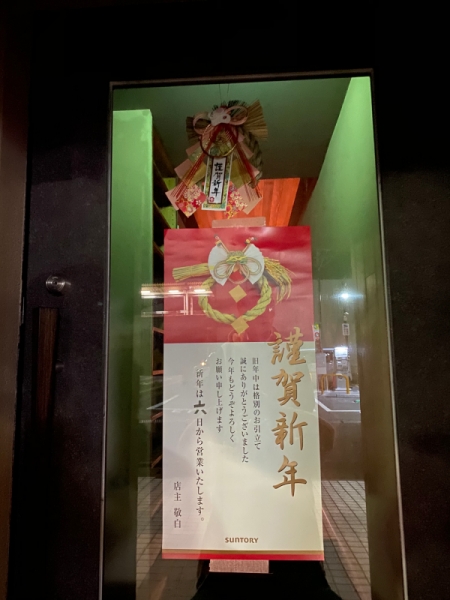 謹賀新年
謹賀新年
旧年中は格別のお引立て
誠にありがとうございました
今年もどうぞよろしく
お願い申し上げます
新年は六日から営業いたします。
店主 敬白
SUNTORY